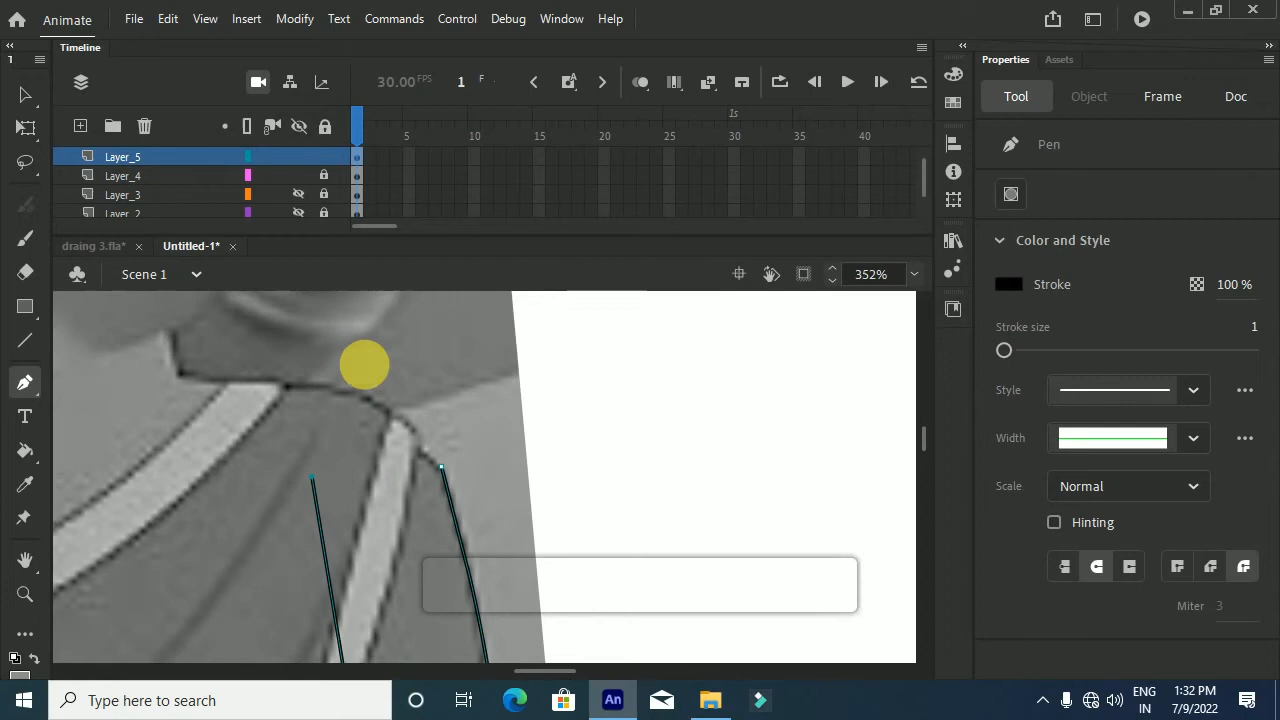 Animate
File Edit View Insert Modify Text Commands Control Debug Window Help
Timeline
Properties Assets
30.00 FPS 1 F
Tool Object Frame Doc
1s
5 10 15 20 25 30 35 40
Pen
Layer_5
Layer_4
Layer_3
Layer_2
draing 3.fla* Untitled-1*
Color and Style
Scene 1 352%
Stroke 100 %
Stroke size 1
Style
Width
Scale Normal
Hinting
Miter 3
Type here to search
An
ENG
IN
1:32 PM
7/9/2022